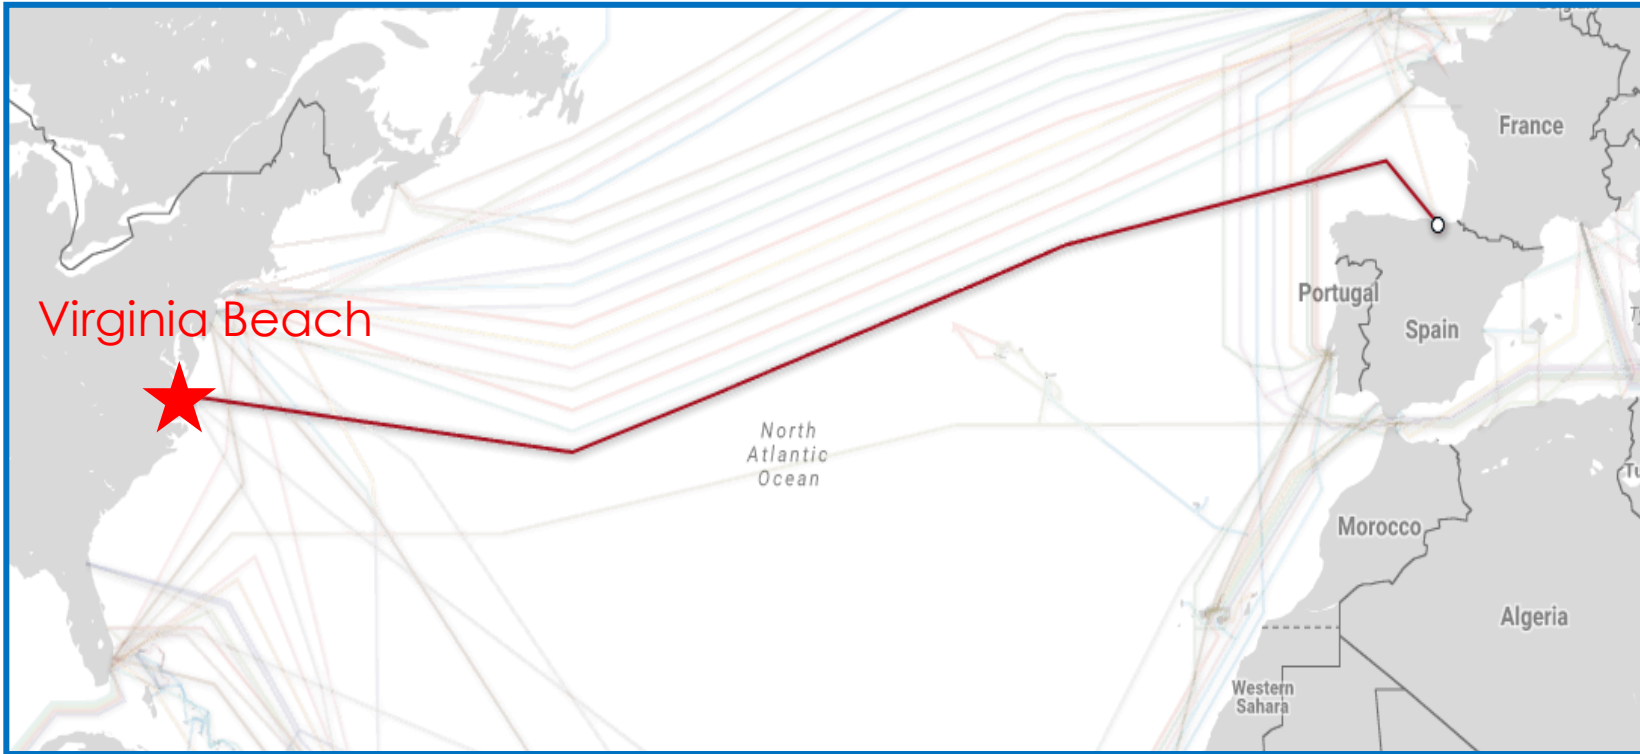 France
Virginia Beach
Portugal
Spain
North
Atlantic
Ocean
Morocco
Algeria
Western
Sahara